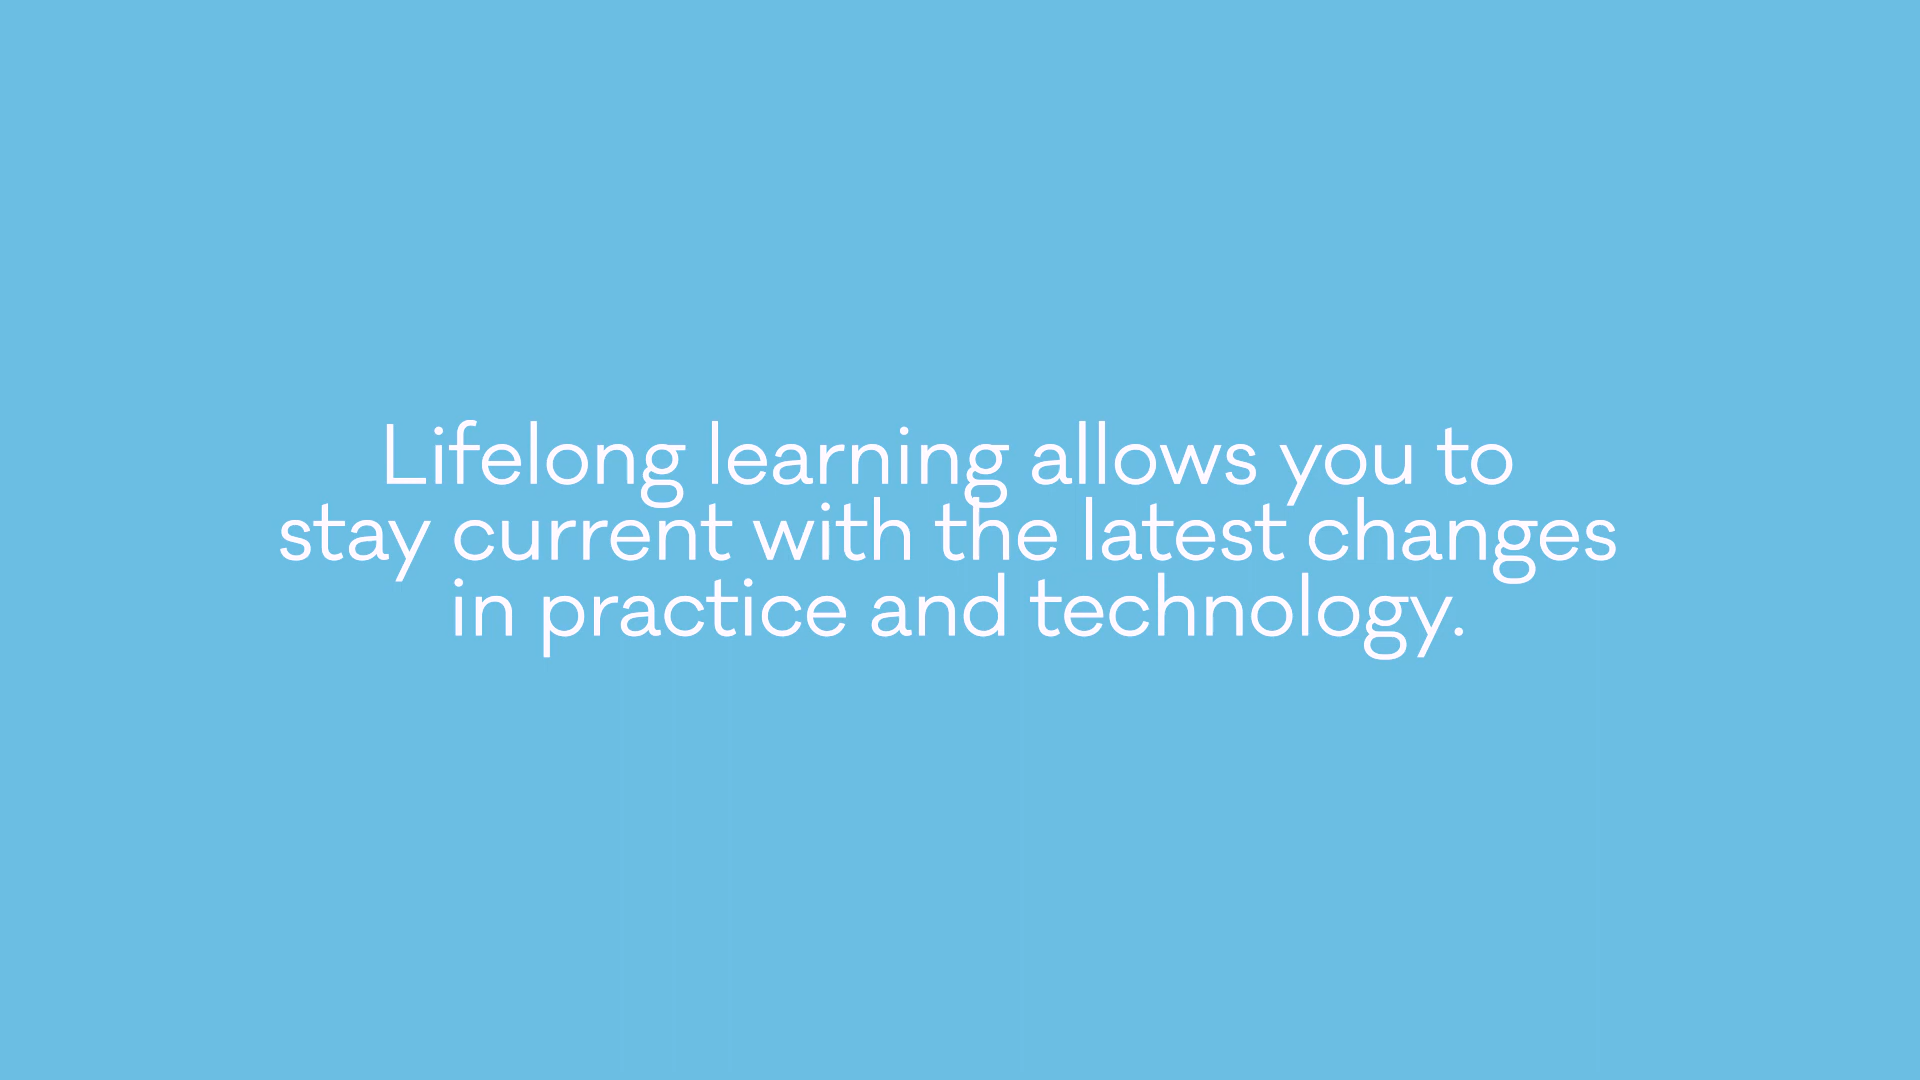 Lifelong learning allows you to
stay current with the latest changes
in practice and technology.